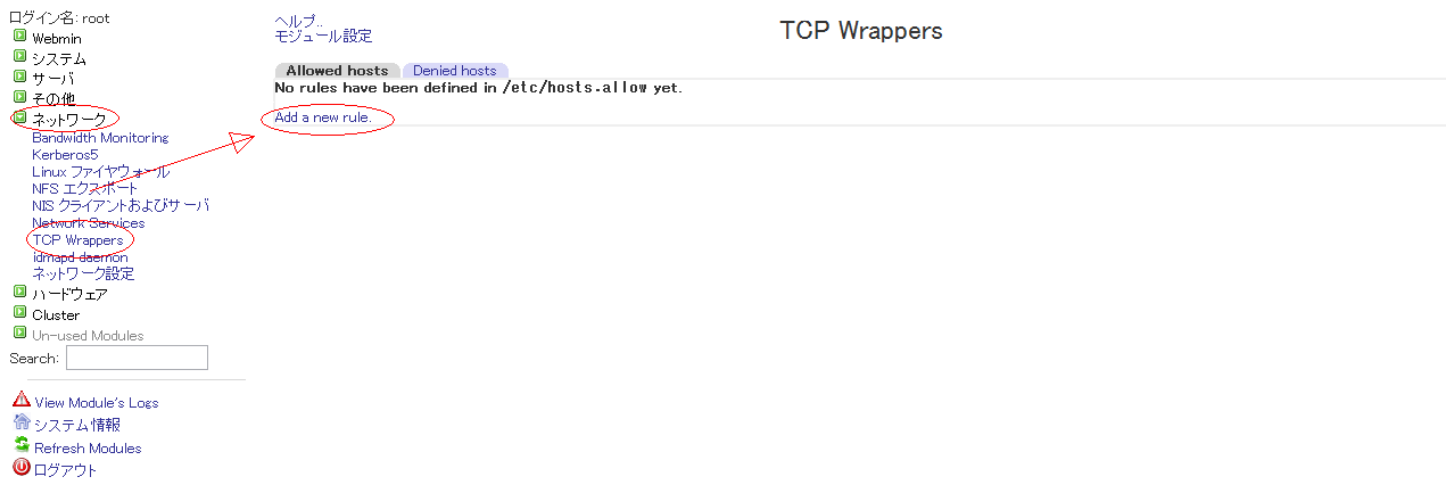 ログイン名: root
Webmin
システム
サーバ
その他
ネットワーク
Bandwidth Monitoring
Kerberos5
Linux ファイヤウォール
NFS エクスポート
NIS クライアントおよびサーバ
Network Services
TCP Wrappers
idmapd daemon
ネットワーク設定
ハードウェア
Cluster
Un-used Modules
Search:
View Module's Logs
システム情報
Refresh Modules
ログアウト
ヘルプ..
モジュール設定
TCP Wrappers
Allowed hosts Denied hosts
No rules have been defined in /etc/hosts.allow yet.
Add a new rule.